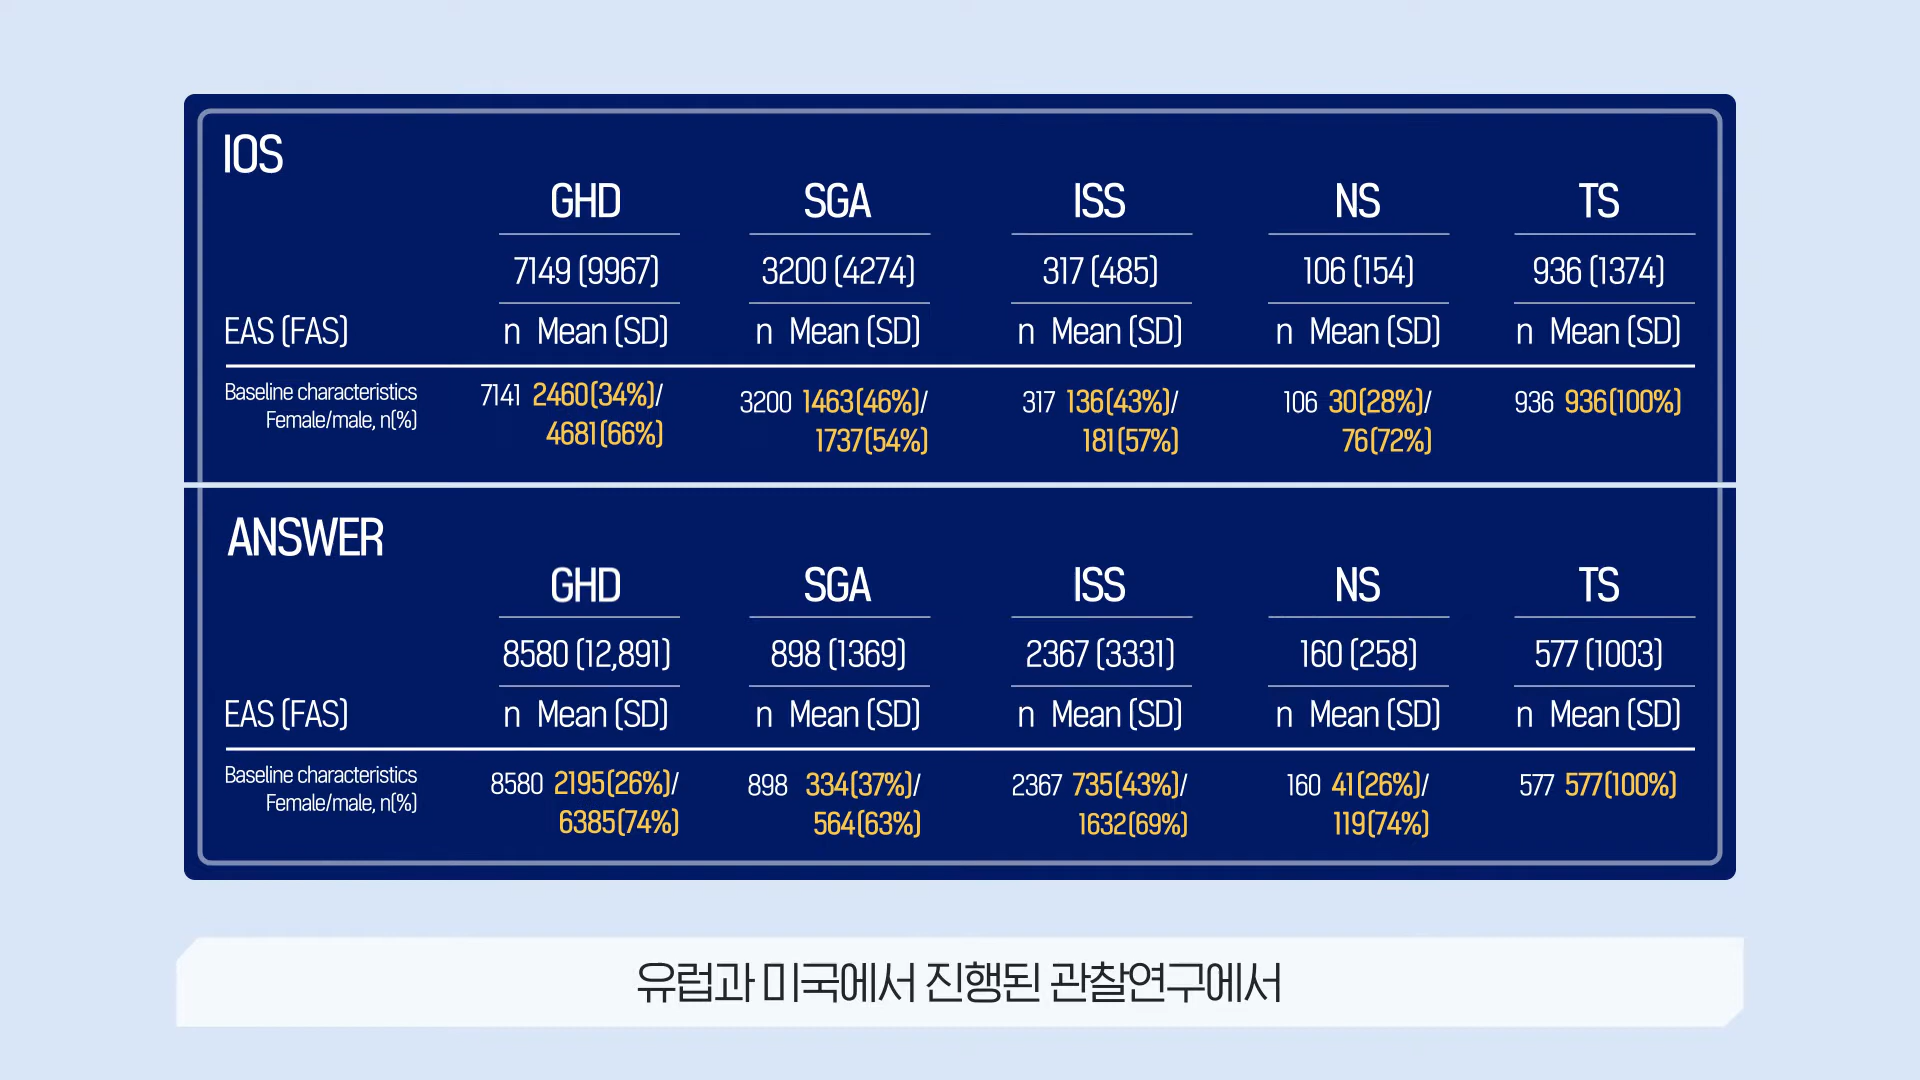 IOS
GHD SGA ISS NS TS
7149 (9967) 3200 (4274) 317 (485) 106 (154) 936 (1374)
EAS (FAS) n Mean (SD) n Mean (SD) n Mean (SD) n Mean (SD) n Mean (SD)
Baseline characteristics 7141 2460(34%)/ 3200 1463(46%)/ 317 136(43%)/ 106 30(28%)/ 936 936(100%)
Female/male, n(%) 4681(66%) 1737(54%) 181(57%) 76(72%)
ANSWER
GHD SGA ISS NS TS
8580 (12,891) 898 (1369) 2367 (3331) 160 (258) 577 (1003)
EAS (FAS) n Mean (SD) n Mean (SD) n Mean (SD) n Mean (SD) n Mean (SD)
Baseline characteristics 8580 2195(26%)/ 898 334(37%)/ 2367 735(43%)/ 160 41(26%)/ 577 577(100%)
Female/male, n(%) 6385(74%) 564(63%) 1632(69%) 119(74%)
유럽과 미국에서 진행된 관찰연구에서